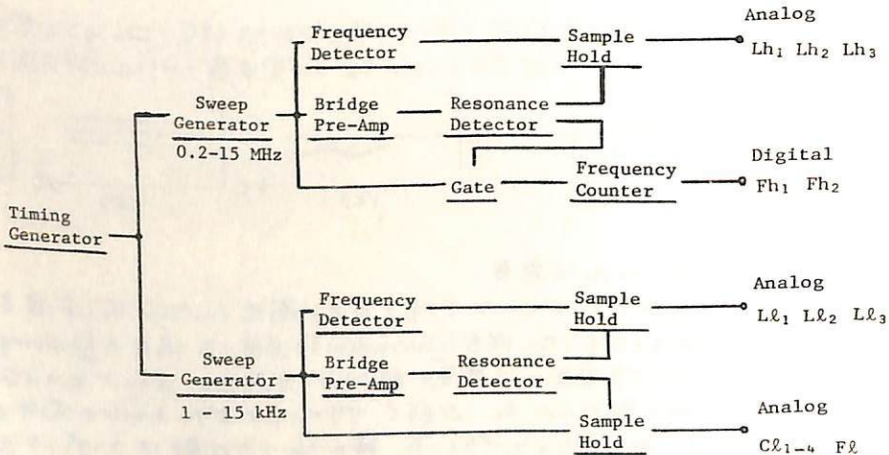 Analog
Frequency
Detector
Sample
Hold
Lh₁ Lh₂ Lh₃
Sweep
Generator
0.2-15 MHz
Bridge
Pre-Amp
Resonance
Detector
Digital
Gate
Frequency
Counter
Fh₁ Fh₂
Timing
Generator
Analog
Frequency
Detector
Sample
Hold
Lℓ₁ Lℓ₂ Lℓ₃
Sweep
Generator
1 - 15 kHz
Bridge
Pre-Amp
Resonance
Detector
Analog
Sample
Hold
Cℓ₁₋₄ Fℓ